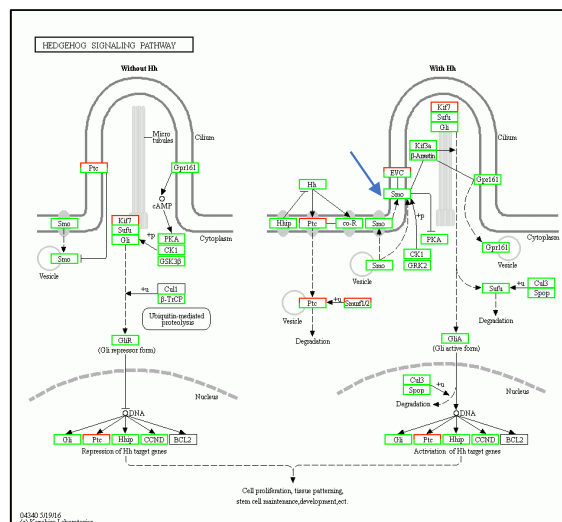 HEDGEHOG SIGNALING PATHWAY
Without Hh
Micro
tubules
Cilium
Ptc
Gpr161
cAMP
Smo
Kif7
Sufu
Gli
+p
PKA
CK1
GSK3β
Cytoplasm
Smo
Vesicle
+u
Cul1
β-TrCP
Ubiquitin-mediated
proteolysis
GliR
(Gli repressor form)
Nucleus
DNA
Gli
Ptc
Hhip
CCND
BCL2
Repression of Hh target genes
With Hh
Kif7
Sufu
Gli
Cilium
Kif3a
β-Arrestin
EVC
Gpr161
Hh
Smo
Hhip
Ptc
co-R
Smo
+p
PKA
Cytoplasm
Smo
Vesicle
CK1
GRK2
Gpr161
Vesicle
Ptc
+u
Smurf1/2
Vesicle
Degradation
Sufu
+u
Cul3
Spop
Degradation
GliA
(Gli active form)
Nucleus
Cul3
Spop
+u
Degradation
DNA
Gli
Ptc
Hhip
CCND
BCL2
Activiation of Hh target genes
Cell proliferation, tissue patterning,
stem cell maintenance,development,ect.
04340 5/19/16
(c) Kanehisa Laboratories